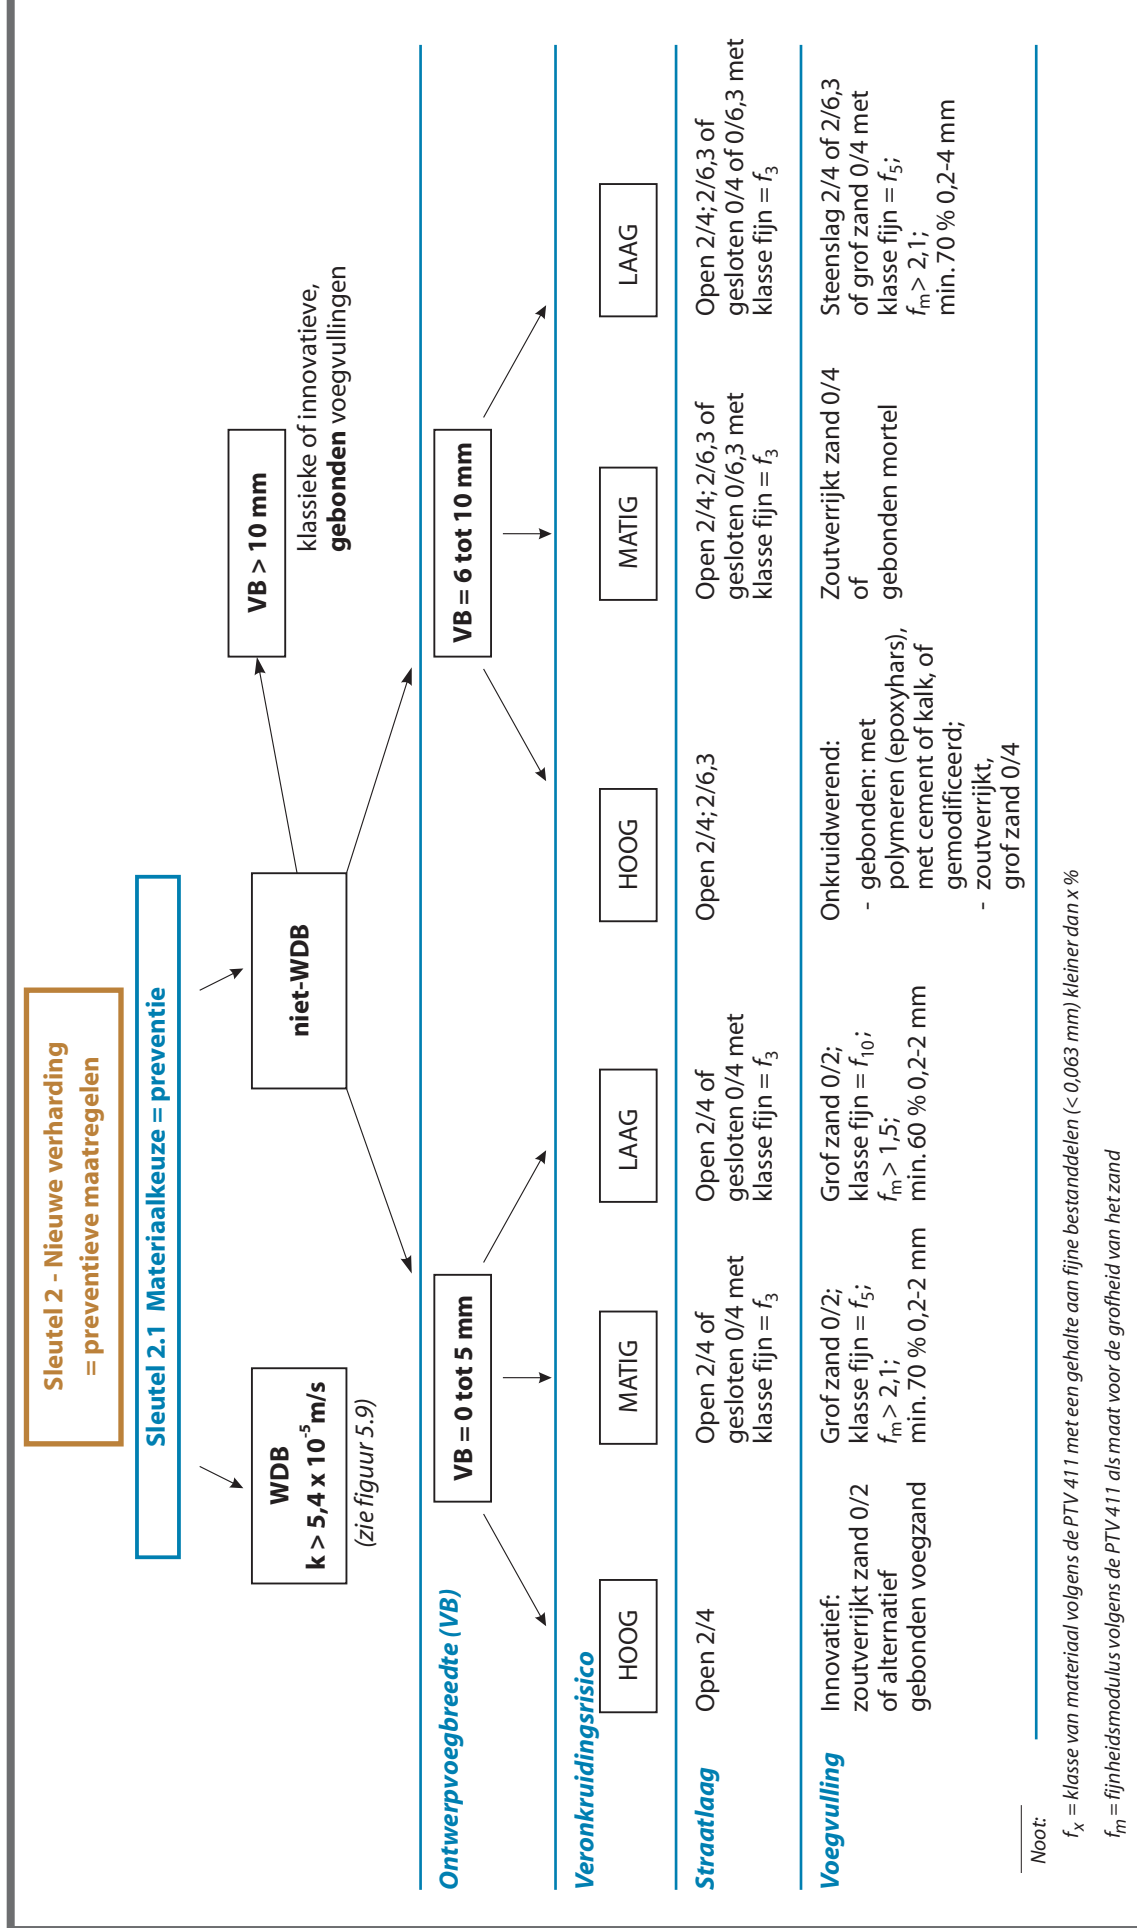 Sleutel 2 - Nieuwe verharding
= preventieve maatregelen
Sleutel 2.1 Materiaalkeuze = preventie
WDB
k > 5,4 x 10⁻⁵m/s
(zie figuur 5.9)
niet-WDB
VB > 10 mm
klassieke of innovatieve,
gebonden voegvullingen
Ontwerpvoegbreedte (VB)
VB = 0 tot 5 mm
VB = 6 tot 10 mm
Veronkruidingsrisico
HOOG
MATIG
LAAG
HOOG
MATIG
LAAG
Straatlaag
Open 2/4
Open 2/4 of
gesloten 0/4 met
klasse fijn = f₃
Open 2/4 of
gesloten 0/4 met
klasse fijn = f₃
Open 2/4; 2/6,3
Open 2/4; 2/6,3 of
gesloten 0/6,3 met
klasse fijn = f₃
Open 2/4; 2/6,3 of
gesloten 0/4 of 0/6,3 met
klasse fijn = f₃
Voegvulling
Innovatief:
zoutverrijkt zand 0/2
of alternatief
gebonden voegzand
Grof zand 0/2;
klasse fijn = f₅;
fₘ > 2,1;
min. 70 % 0,2-2 mm
Grof zand 0/2;
klasse fijn = f₁₀;
fₘ > 1,5;
min. 60 % 0,2-2 mm
Onkruidwerend:
- gebonden: met
polymeren (epoxyhars),
met cement of kalk, of
gemodificeerd;
- zoutverrijkt,
grof zand 0/4
Zoutverrijkt zand 0/4
of
gebonden mortel
Steenslag 2/4 of 2/6,3
of grof zand 0/4 met
klasse fijn = f₅;
fₘ > 2,1;
min. 70 % 0,2-4 mm
Noot:
fₓ = klasse van materiaal volgens de PTV 411 met een gehalte aan fijne bestanddelen (< 0,063 mm) kleiner dan x %
fₘ = fijnheidsmodulus volgens de PTV 411 als maat voor de grofheid van het zand